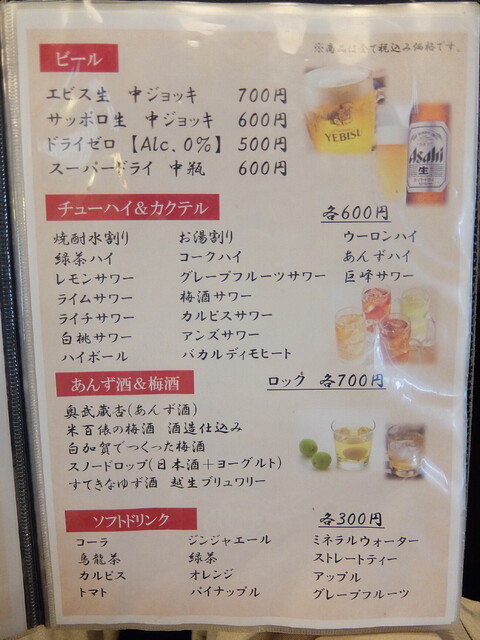 ※商品は全て税込み価格です。
ビール
エビス生 中ジョッキ 700円
サッポロ生 中ジョッキ 600円
ドライゼロ 【Alc、0%】 500円
スーパードライ 中瓶 600円
YEBISU
Asahi
生
チューハイ&カクテル 各600円
焼酎水割り お湯割り ウーロンハイ
緑茶ハイ コークハイ あんずハイ
レモンサワー グレープフルーツサワー 巨峰サワー
ライムサワー 梅酒サワー
ライチサワー カルピスサワー
白桃サワー アンズサワー
ハイボール バカルディモヒート
あんず酒&梅酒 ロック 各700円
奥武蔵杏(あんず酒)
米百俵の梅酒 酒造仕込み
白加賀でつくった梅酒
スノードロップ(日本酒+ヨーグルト)
すてきなゆず酒 越生ブリュワリー
ソフトドリンク 各300円
コーラ ジンジャエール ミネラルウォーター
烏龍茶 緑茶 ストレートティー
カルピス オレンジ アップル
トマト パイナップル グレープフルーツ